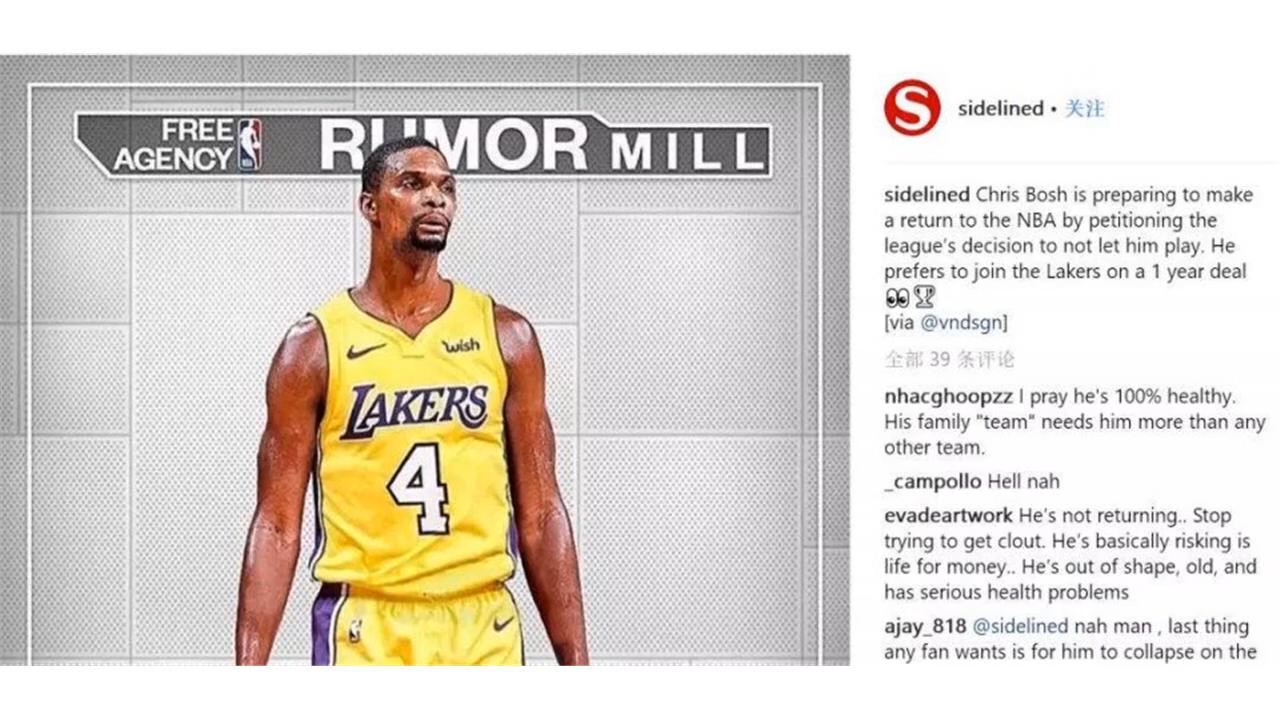 FREE
AGENCY
RUMOR MILL
wish
LAKERS
4
S
sidelined • 关注
sidelined Chris Bosh is preparing to make
a return to the NBA by petitioning the
league's decision to not let him play. He
prefers to join the Lakers on a 1 year deal
👀🏆
[via @vndsgn]
全部 39 条评论
nhacghoopzz I pray he's 100% healthy.
His family "team" needs him more than any
other team.
_campollo Hell nah
evadeartwork He's not returning.. Stop
trying to get clout. He's basically risking is
life for money.. He's out of shape, old, and
has serious health problems
ajay_818 @sidelined nah man , last thing
any fan wants is for him to collapse on the